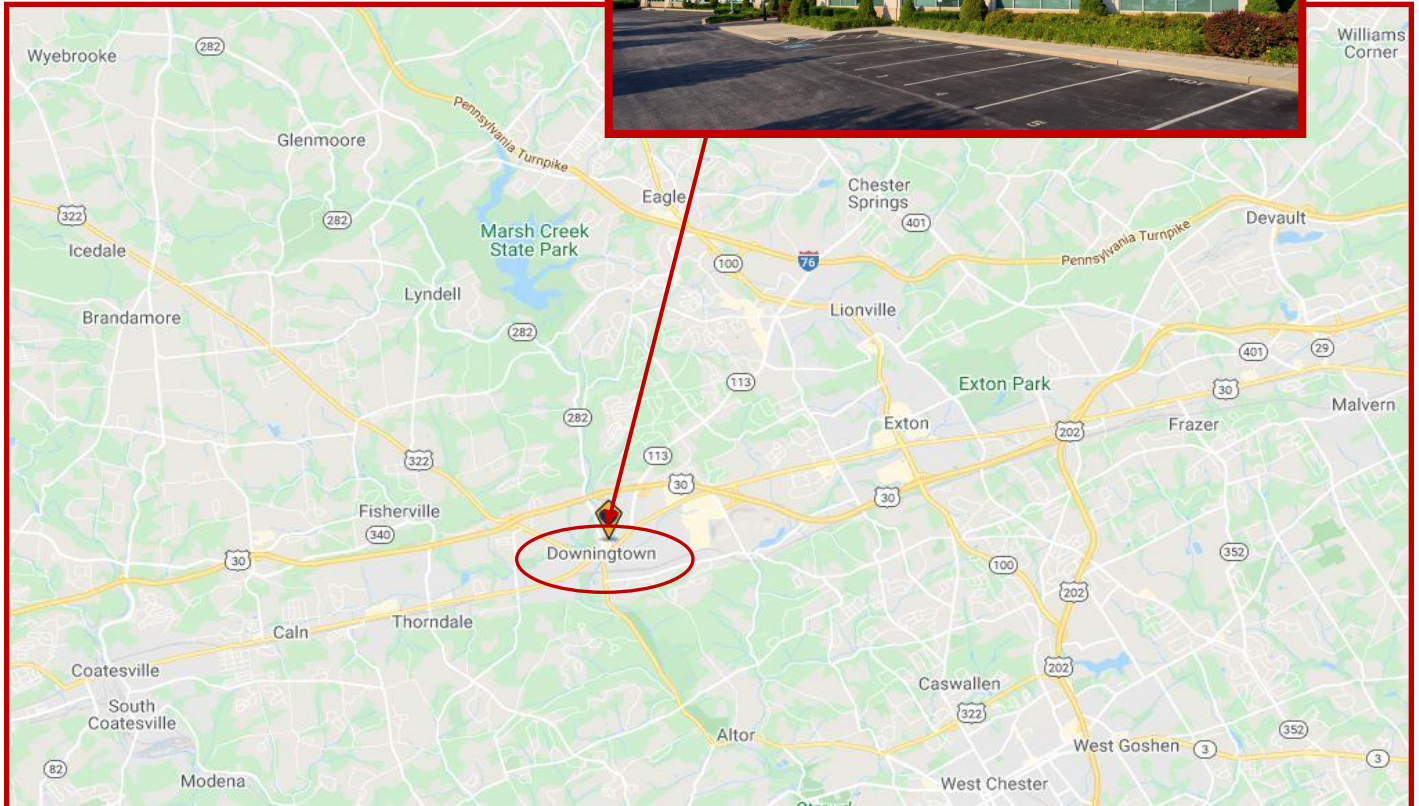 Williams
Corner
Wyebrooke
282
Pennsylvania Turnpike
Glenmoore
Eagle
Chester
Springs
401
Devault
322
282
Marsh Creek
State Park
Pennsylvania Turnpike
Icedale
100
76
Lyndell
Lionville
Brandamore
282
401
29
113
Exton Park
30
Malvern
282
Exton
Frazer
202
322
113
30
30
Fisherville
340
Downingtown
30
352
100
202
Thorndale
Caln
Coatesville
202
Caswallen
South
Coatesville
322
Altor
352
West Goshen
3
3
82
Modena
West Chester